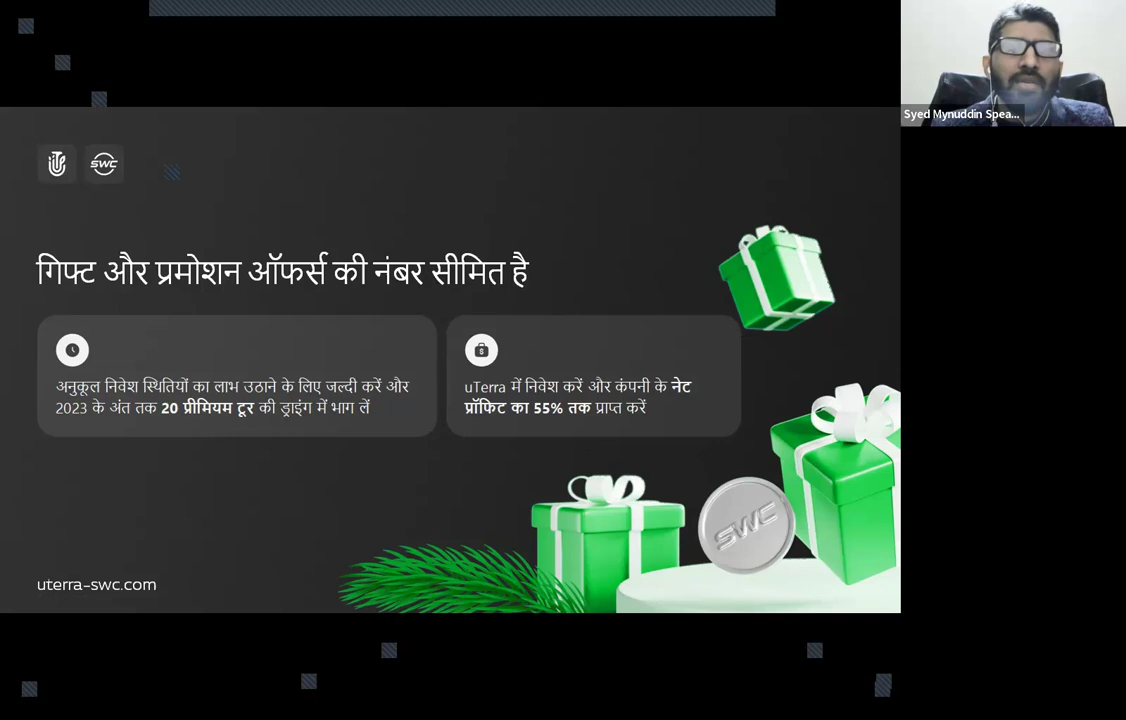 Syed Mynuddin Spea...
SWC
गिफ्ट और प्रमोशन ऑफर्स की नंबर सीमित है
अनुकूल निवेश स्थितियों का लाभ उठाने के लिए जल्दी करें और
2023 के अंत तक 20 प्रीमियम टूर की ड्राइंग में भाग लें
uTerra में निवेश करें और कंपनी के नेट
प्रॉफिट का 55% तक प्राप्त करें
SWC
uterra-swc.com